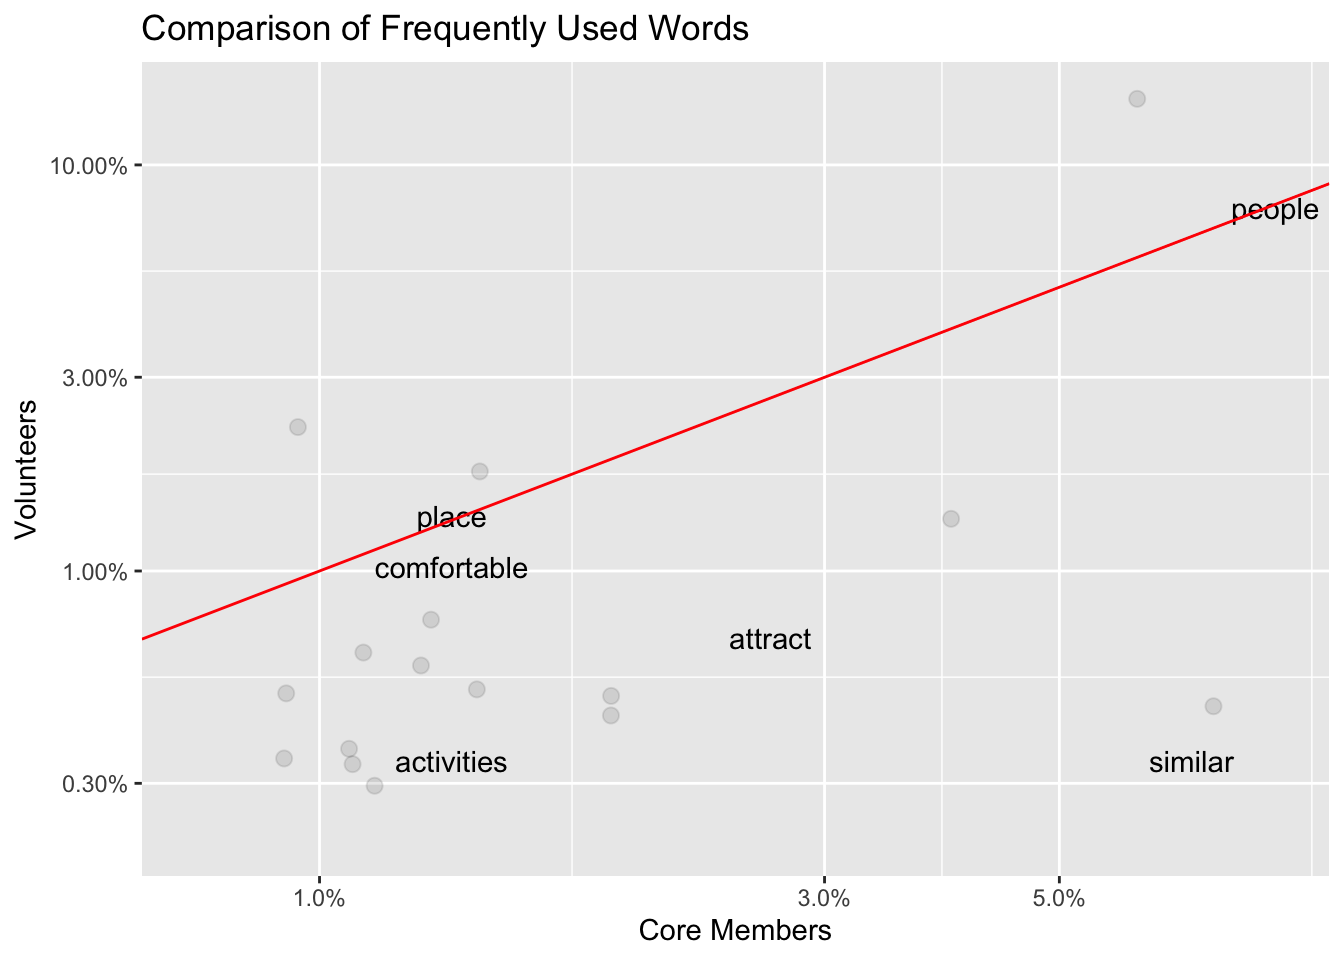 Comparison of Frequently Used Words
10.00%
people
3.00%
Volunteers
place
comfortable
1.00%
attract
activities
similar
0.30%
1.0%
3.0%
5.0%
Core Members